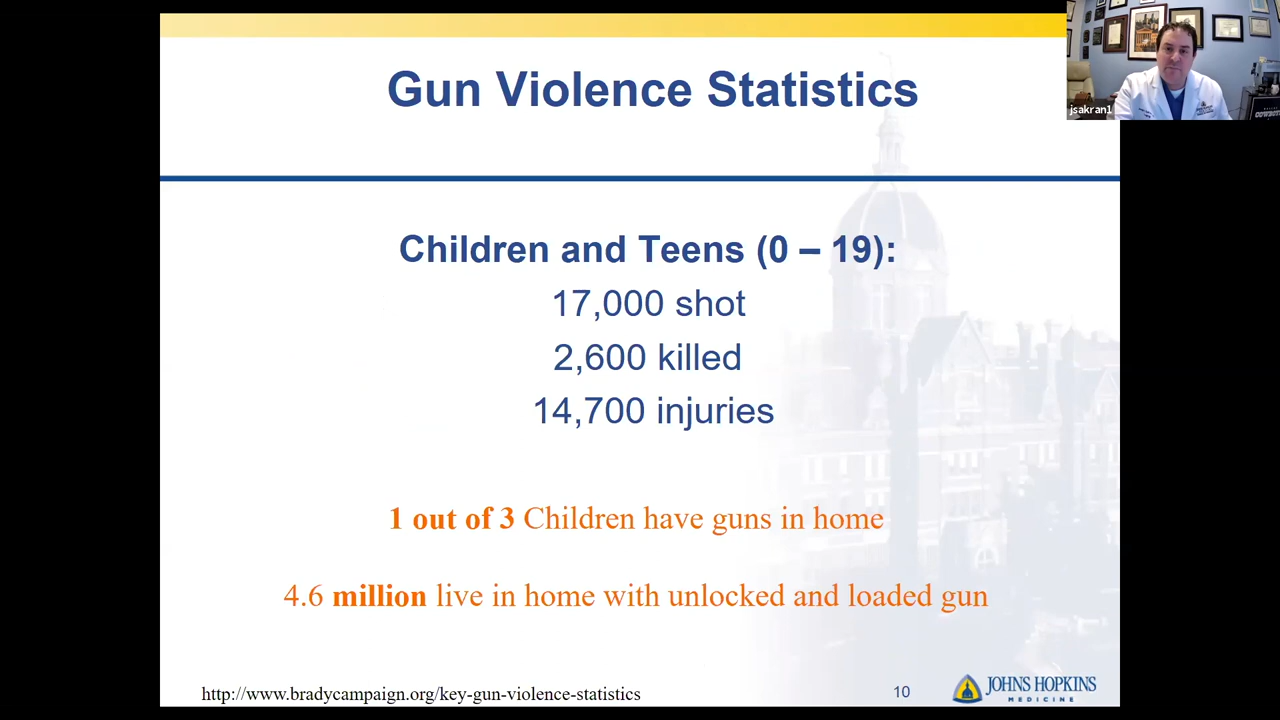 Gun Violence Statistics
jsakran1
Children and Teens (0 – 19):
17,000 shot
2,600 killed
14,700 injuries
1 out of 3 Children have guns in home
4.6 million live in home with unlocked and loaded gun
http://www.bradycampaign.org/key-gun-violence-statistics
10
JOHNS HOPKINS
MEDICINE